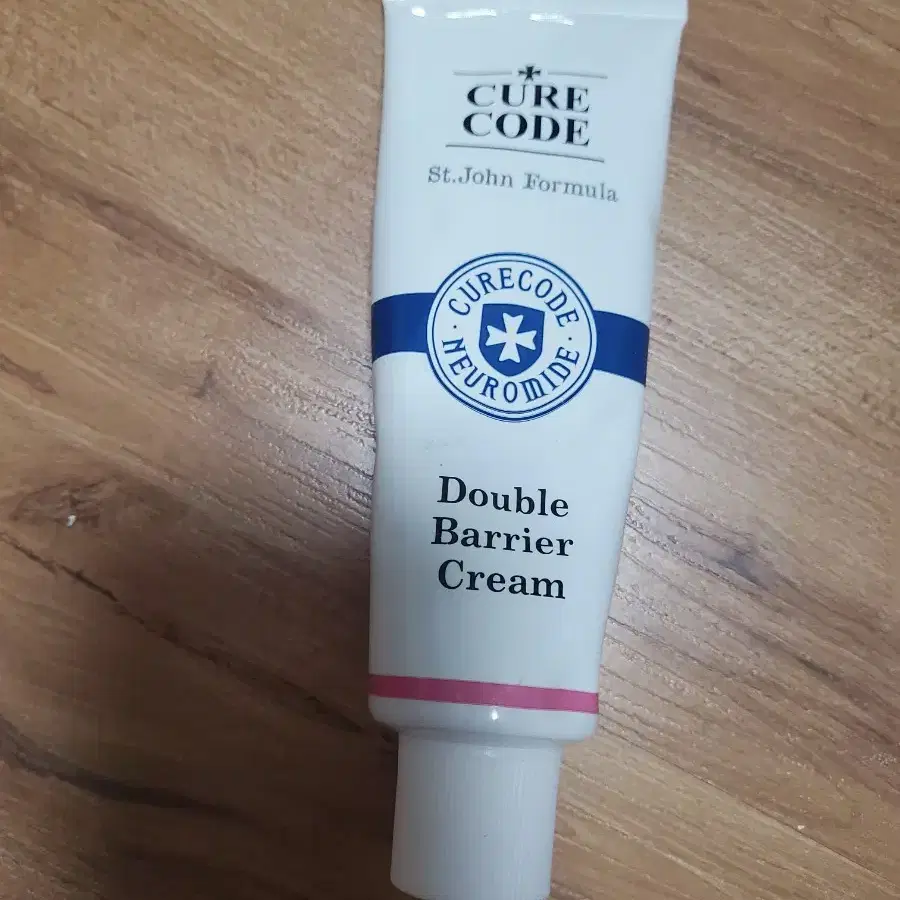 CURE
CODE
St.John Formula
CURECODE
NEUROMIDE
Double
Barrier
Cream